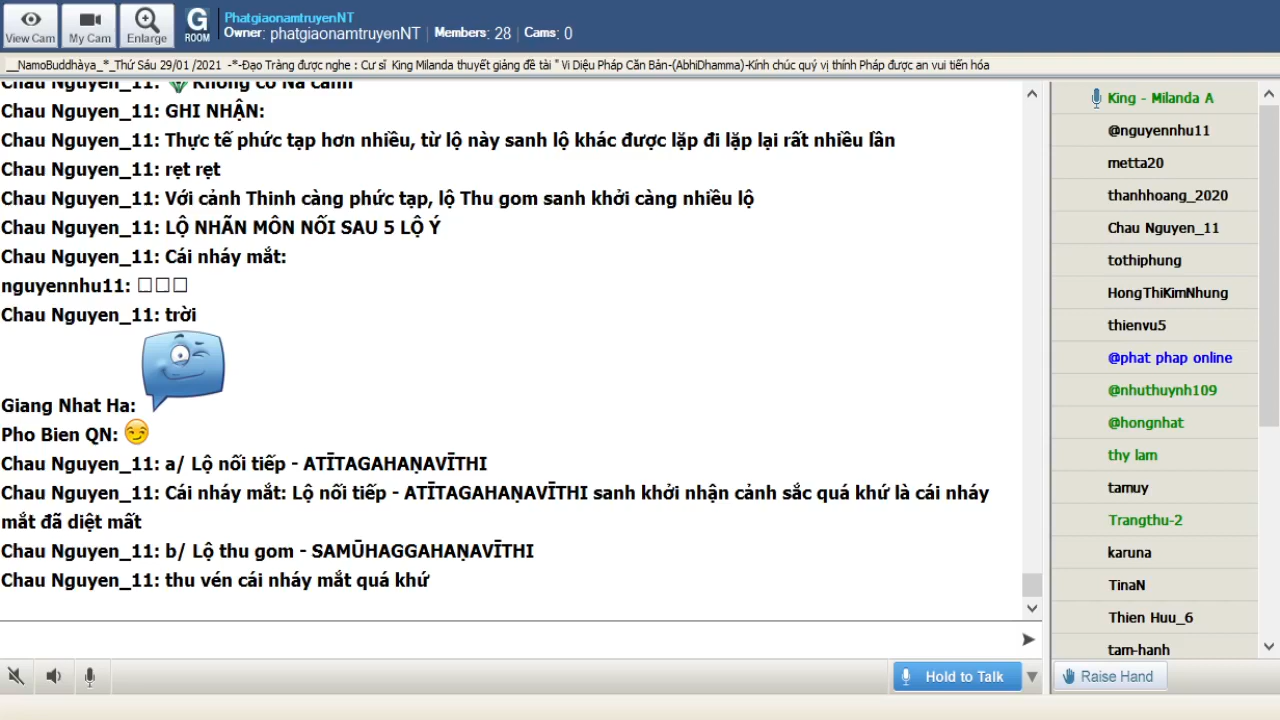 View Cam
My Cam
Enlarge
G
ROOM
PhatgiaonamtruyenNT
Owner: phatgiaonamtruyenNT | Members: 28 | Cams: 0
__NamoBuddhàya_*_Thứ Sáu 29/01 /2021 -*-Đạo Tràng được nghe : Cư sĩ King Milanda thuyết giảng đề tài " Vi Diệu Pháp Căn Bản-(AbhiDhamma)-Kính chúc quý vị thính Pháp được an vui tiến hóa
Chau Nguyen_11: Không có Na cảnh
Chau Nguyen_11: GHI NHẬN:
Chau Nguyen_11: Thực tế phức tạp hơn nhiều, từ lộ này sanh lộ khác được lặp đi lặp lại rất nhiều lần
Chau Nguyen_11: rẹt rẹt
Chau Nguyen_11: Với cảnh Thinh càng phức tạp, lộ Thu gom sanh khởi càng nhiều lộ
Chau Nguyen_11: LỘ NHÃN MÔN NỐI SAU 5 LỘ Ý
Chau Nguyen_11: Cái nháy mắt:
nguyennhu11:
Chau Nguyen_11: trời
Giang Nhat Ha:
Pho Bien QN:
Chau Nguyen_11: a/ Lộ nối tiếp - ATĪTAGAHAṆAVĪTHI
Chau Nguyen_11: Cái nháy mắt: Lộ nối tiếp - ATĪTAGAHAṆAVĪTHI sanh khởi nhận cảnh sắc quá khứ là cái nháy
mắt đã diệt mất
Chau Nguyen_11: b/ Lộ thu gom - SAMŪHAGGAHAṆAVĪTHI
Chau Nguyen_11: thu vén cái nháy mắt quá khứ
King - Milanda A
@nguyennhu11
metta20
thanhhoang_2020
Chau Nguyen_11
tothiphung
HongThiKimNhung
thienvu5
@phat phap online
@nhuthuynh109
@hongnhat
thy lam
tamuy
Trangthu-2
karuna
TinaN
Thien Huu_6
tam-hanh
Hold to Talk
Raise Hand